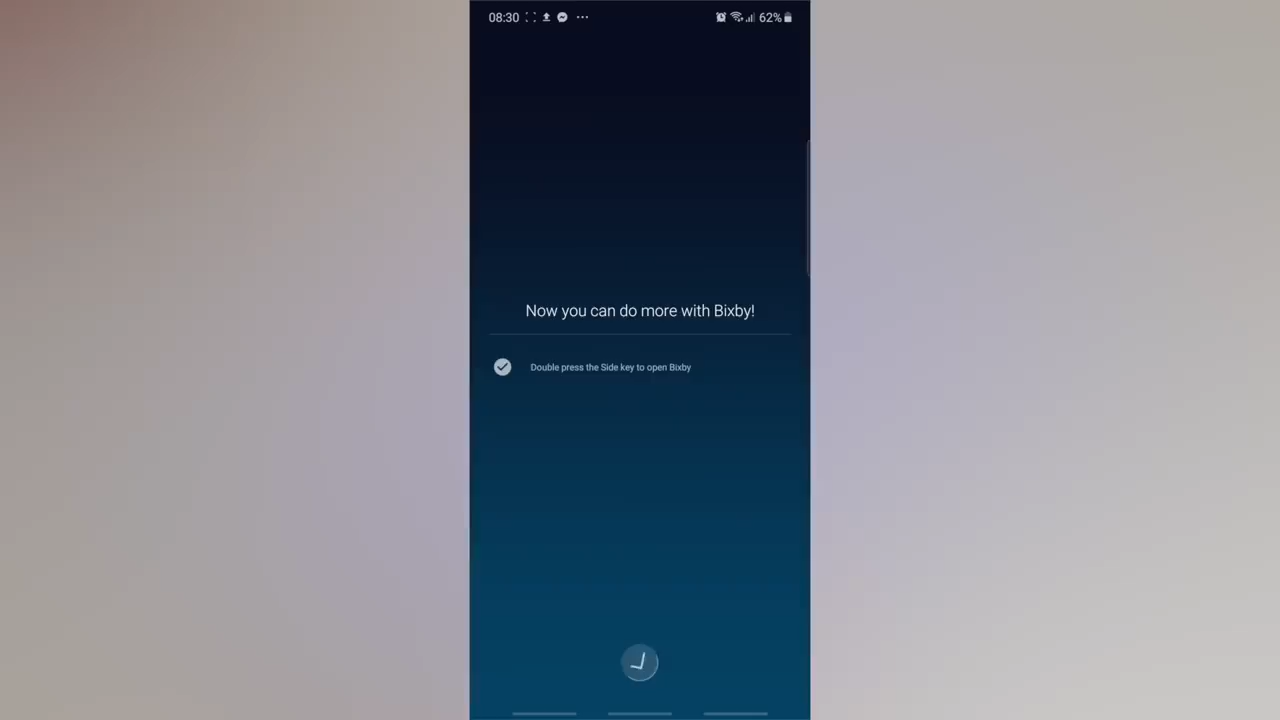 08:30
62%
Now you can do more with Bixby!
Double press the Side key to open Bixby